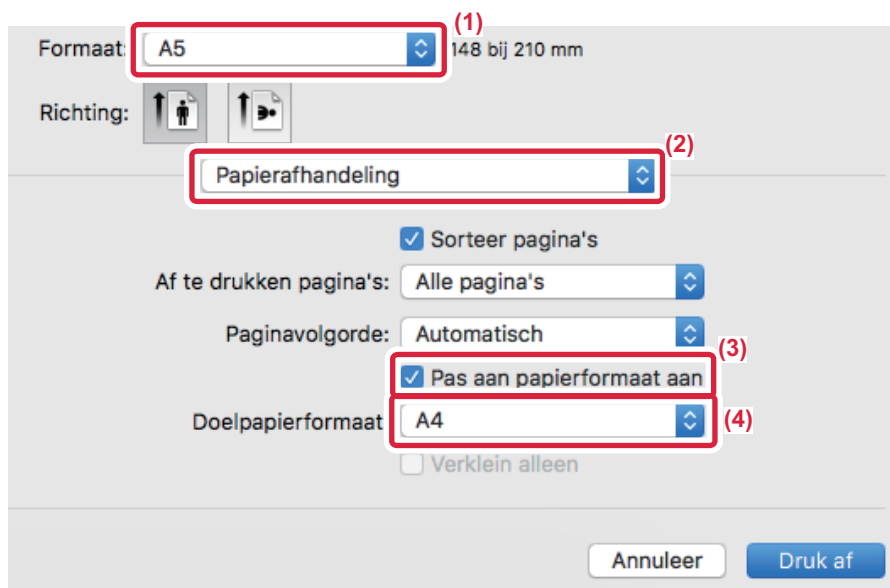 (1)
Formaat: A5 148 bij 210 mm
Richting:
(2)
Papierafhandeling
Sorteer pagina's
Af te drukken pagina's: Alle pagina's
Paginavolgorde: Automatisch
(3)
Pas aan papierformaat aan
Doelpapierformaat A4 (4)
Verklein alleen
Annuleer Druk af